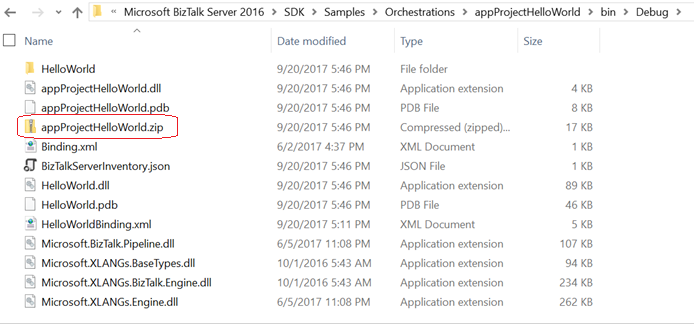 « Microsoft BizTalk Server 2016 > SDK > Samples > Orchestrations > appProjectHelloWorld > bin > Debug >
Name Date modified Type Size
HelloWorld 9/20/2017 5:46 PM File folder
appProjectHelloWorld.dll 9/20/2017 5:46 PM Application extension 4 KB
appProjectHelloWorld.pdb 9/20/2017 5:46 PM PDB File 8 KB
appProjectHelloWorld.zip 9/20/2017 5:46 PM Compressed (zipped)... 17 KB
Binding.xml 6/2/2017 4:37 PM XML Document 1 KB
BizTalkServerInventory.json 9/20/2017 5:46 PM JSON File 1 KB
HelloWorld.dll 9/20/2017 5:46 PM Application extension 89 KB
HelloWorld.pdb 9/20/2017 5:46 PM PDB File 46 KB
HelloWorldBinding.xml 9/20/2017 5:11 PM XML Document 5 KB
Microsoft.BizTalk.Pipeline.dll 6/5/2017 11:08 PM Application extension 107 KB
Microsoft.XLANGs.BaseTypes.dll 10/1/2016 5:43 AM Application extension 94 KB
Microsoft.XLANGs.BizTalk.Engine.dll 10/1/2016 5:43 AM Application extension 234 KB
Microsoft.XLANGs.Engine.dll 6/5/2017 11:08 PM Application extension 262 KB